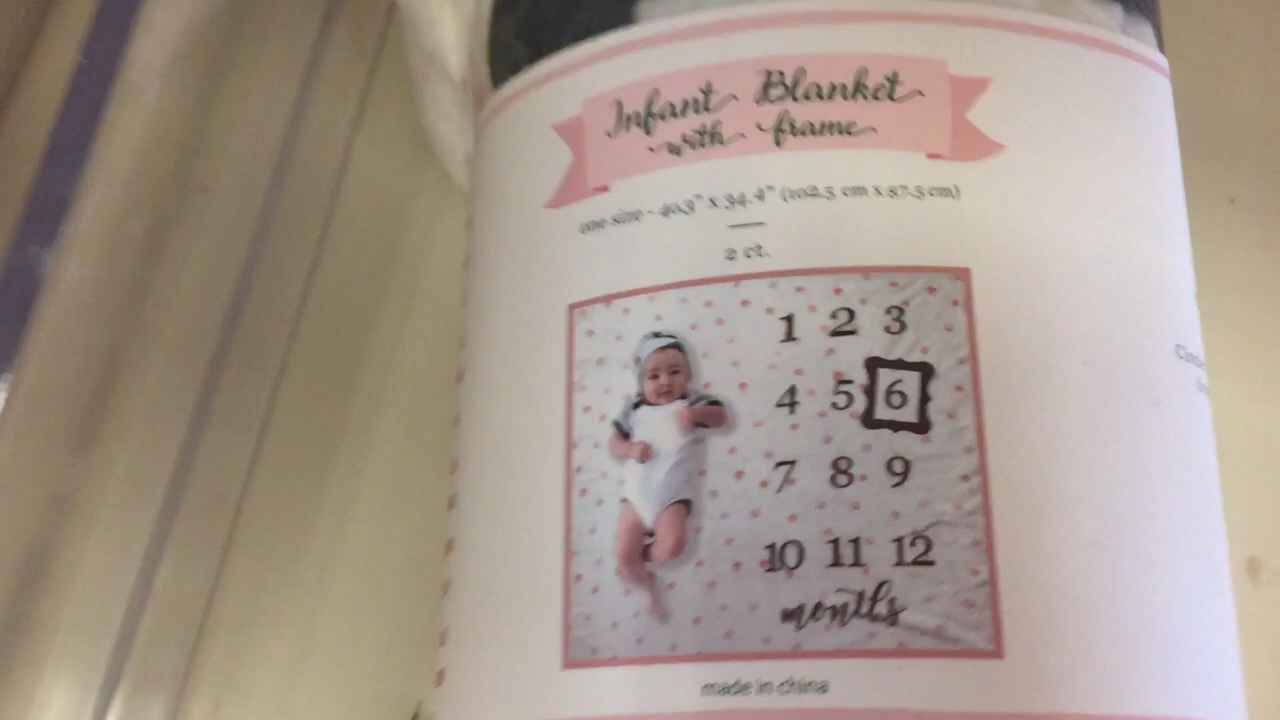 Infant Blanket
with frame
one size - 40.3" x 34.4" (102.5 cm x 87.5 cm)
2 ct.
1 2 3
4 5 6
7 8 9
10 11 12
months
made in china